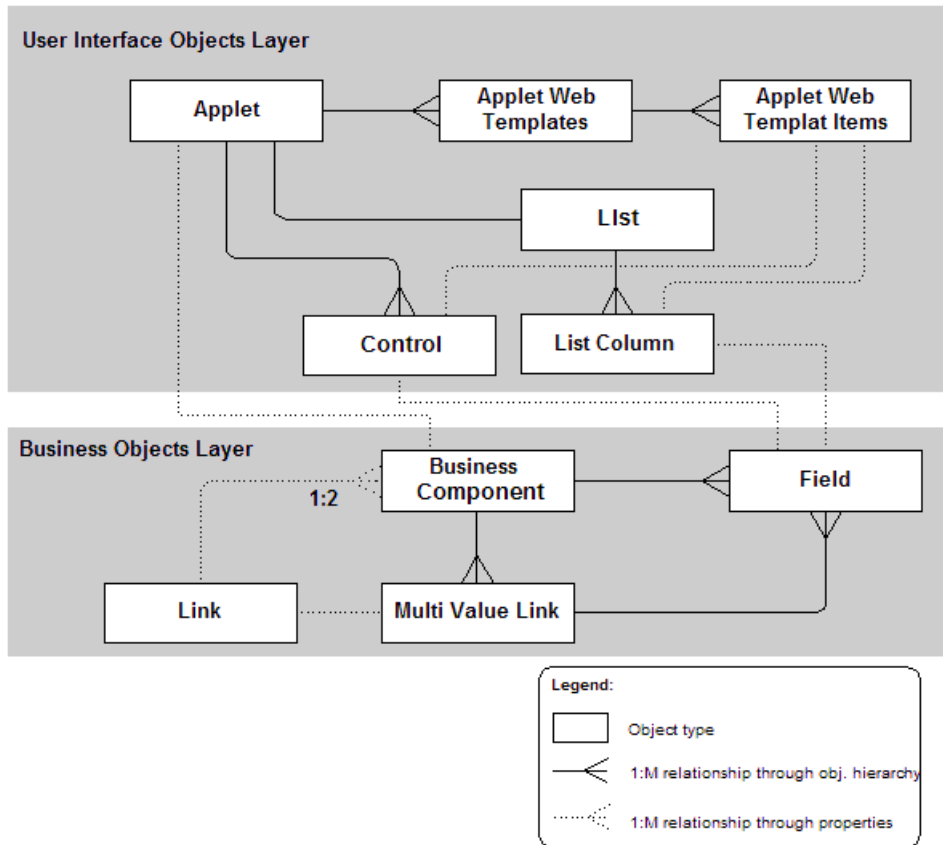 User Interface Objects Layer
Applet
Applet Web
Templates
Applet Web
Templat Items
LIst
Control
List Column
Business Objects Layer
Business
Component
Field
1:2
Link
Multi Value Link
Legend:
Object type
1:M relationship through obj. hierarchy
1:M relationship through properties